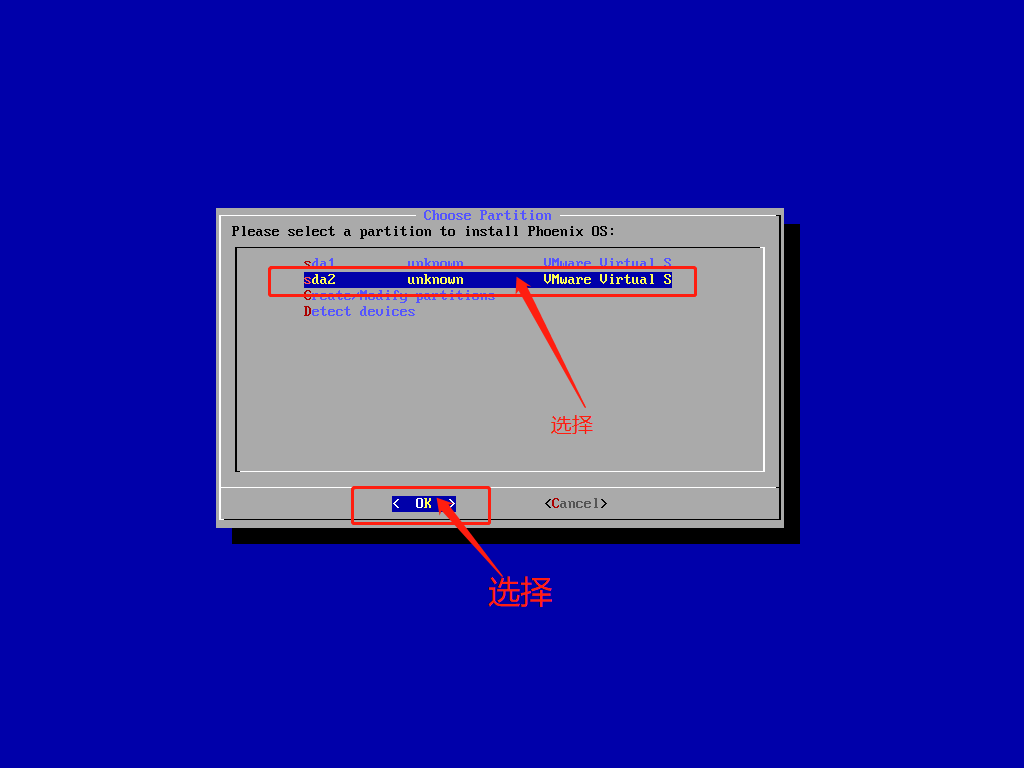 Choose Partition
Please select a partition to install Phoenix OS:
sda1 unknown VMware Virtual S
sda2 unknown VMware Virtual S
Create/Modify partitions
Detect devices
选择
< OK > <Cancel>
选择